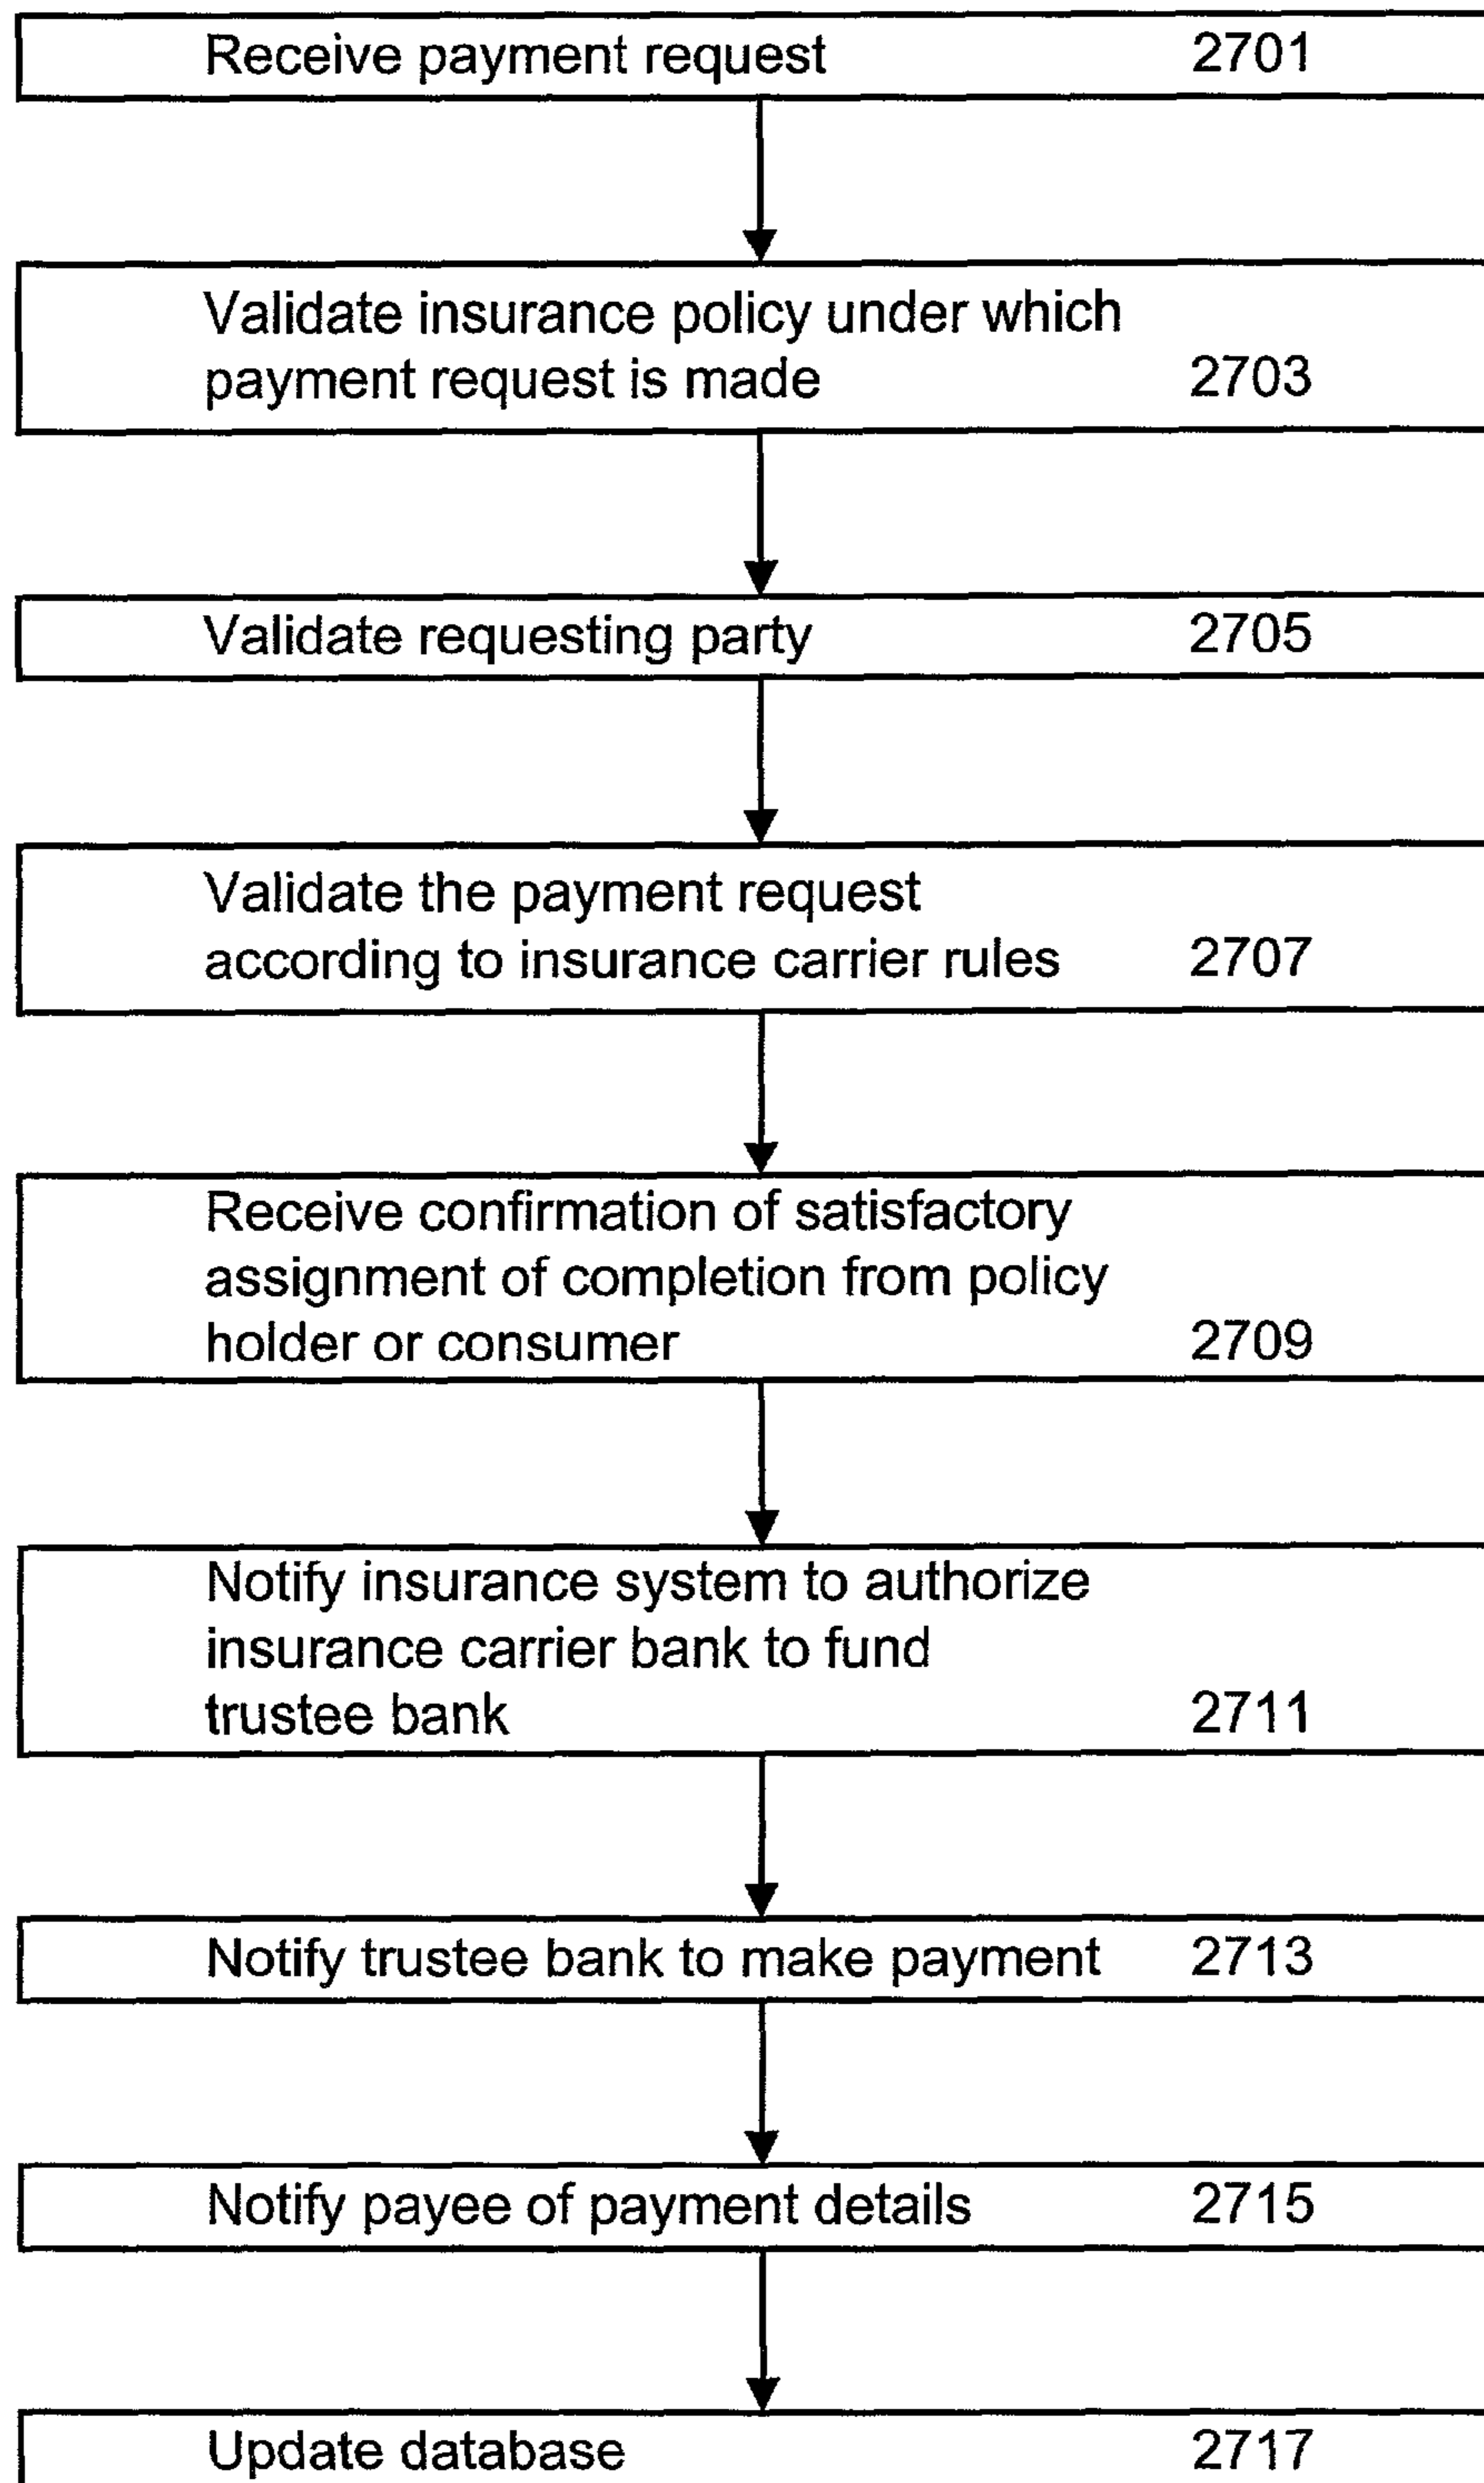 Receive payment request 2701
Validate insurance policy under which
payment request is made 2703
Validate requesting party 2705
Validate the payment request
according to insurance carrier rules 2707
Receive confirmation of satisfactory
assignment of completion from policy
holder or consumer 2709
Notify insurance system to authorize
insurance carrier bank to fund
trustee bank 2711
Notify trustee bank to make payment 2713
Notify payee of payment details 2715
Update database 2717